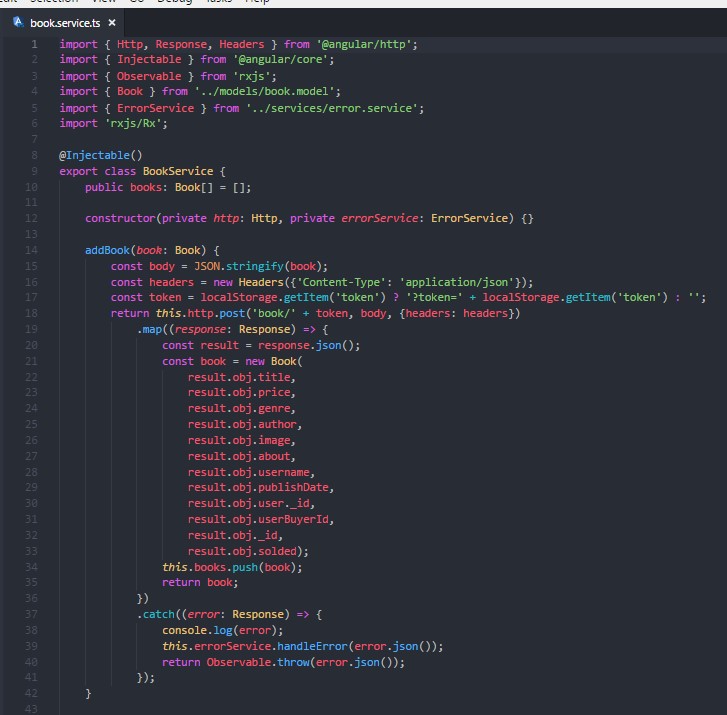 Selection View Go Debug Tasks Help
book.service.ts ×
1 import { Http, Response, Headers } from '@angular/http';
2 import { Injectable } from '@angular/core';
3 import { Observable } from 'rxjs';
4 import { Book } from '../models/book.model';
5 import { ErrorService } from '../services/error.service';
6 import 'rxjs/Rx';
7
8 @Injectable()
9 export class BookService {
10     public books: Book[] = [];
11
12     constructor(private http: Http, private errorService: ErrorService) {}
13
14     addBook(book: Book) {
15         const body = JSON.stringify(book);
16         const headers = new Headers({'Content-Type': 'application/json'});
17         const token = localStorage.getItem('token') ? '?token=' + localStorage.getItem('token') : '';
18         return this.http.post('book/' + token, body, {headers: headers})
19             .map((response: Response) => {
20                 const result = response.json();
21                 const book = new Book(
22                     result.obj.title,
23                     result.obj.price,
24                     result.obj.genre,
25                     result.obj.author,
26                     result.obj.image,
27                     result.obj.about,
28                     result.obj.username,
29                     result.obj.publishDate,
30                     result.obj.user._id,
31                     result.obj.userBuyerId,
32                     result.obj._id,
33                     result.obj.solded);
34                 this.books.push(book);
35                 return book;
36             })
37             .catch((error: Response) => {
38                 console.log(error);
39                 this.errorService.handleError(error.json());
40                 return Observable.throw(error.json());
41             });
42     }
43